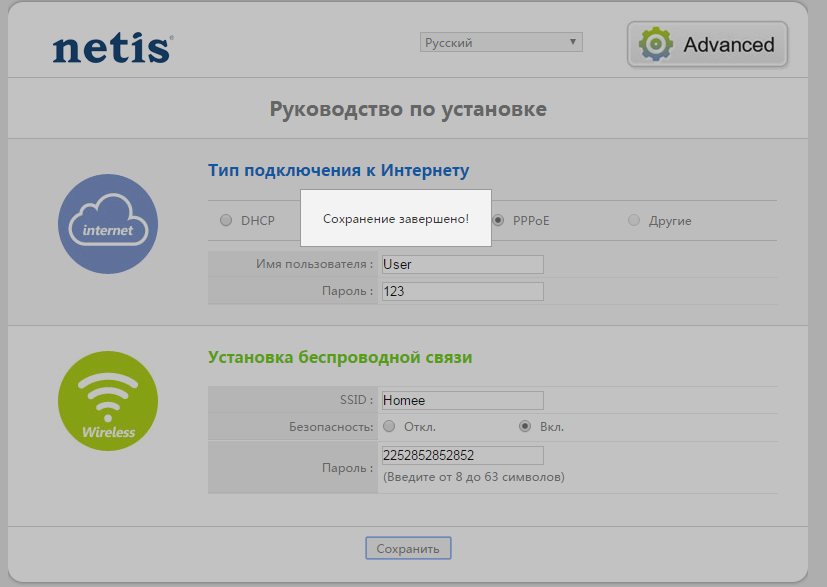 netis®
Русский
Advanced
Руководство по установке
Тип подключения к Интернету
internet
DHCP
Сохранение завершено!
PPPoE
Другие
Имя пользователя :
User
Пароль :
123
Установка беспроводной связи
Wireless
SSID :
Homee
Безопасность:
Откл.
Вкл.
Пароль :
2252852852852
(Введите от 8 до 63 символов)
Сохранить